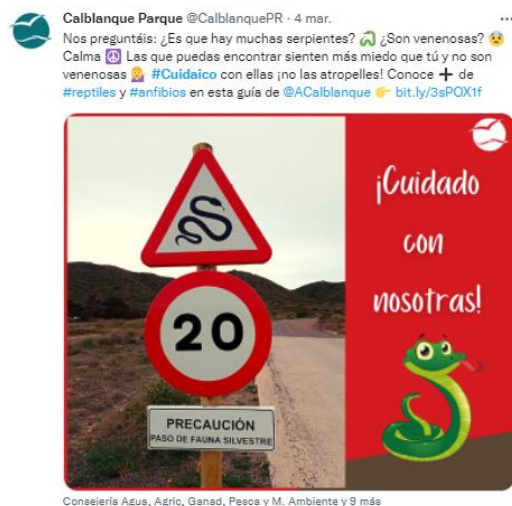 Calblanque Parque @CalblanquePR · 4 mar.
Nos preguntáis: ¿Es que hay muchas serpientes? ¿Son venenosas?
Calma Las que puedas encontrar sienten más miedo que tú y no son
venenosas #Cuidaico con ellas ¡no las atropelles! Conoce ➕ de
#reptiles y #anfibios en esta guía de @ACalblanque 👉 bit.ly/3sPOX1f
¡Cuidado
con
nosotras!
20
PRECAUCIÓN
PASO DE FAUNA SILVESTRE
Consejería Agua, Agric, Ganad, Pesca y M. Ambiente y 9 más